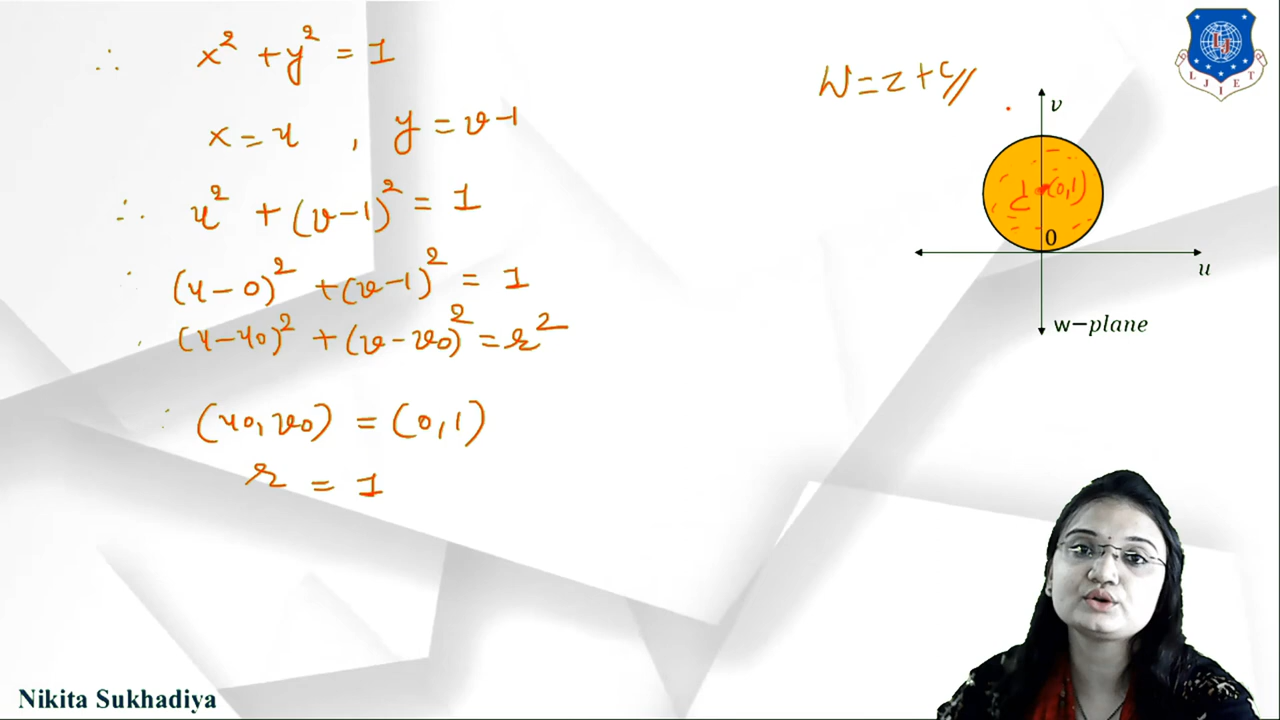 ∴ x² + y² = 1
x = u , y = v-1
∴ u² + (v-1)² = 1
∴ (u-0)² + (v-1)² = 1
∴ (u-u0)² + (v-v0)² = r²
∴ (u0, v0) = (0,1)
r = 1
W = z + c
LJIET
v
(0,1)
0
u
w-plane
Nikita Sukhadiya